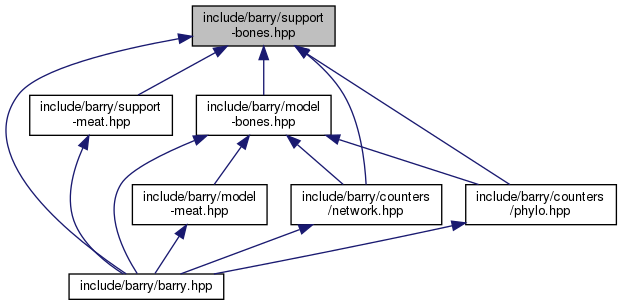 include/barry/support
-bones.hpp
include/barry/support
-meat.hpp
include/barry/model
-bones.hpp
include/barry/model
-meat.hpp
include/barry/counters
/network.hpp
include/barry/counters
/phylo.hpp
include/barry/barry.hpp